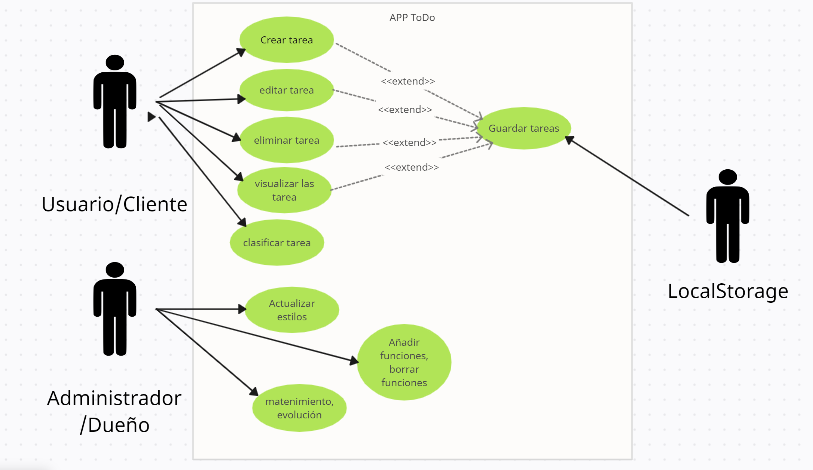 APP ToDo
Crear tarea
editar tarea
eliminar tarea
visualizar las
tarea
clasificar tarea
<<extend>>
<<extend>>
<<extend>>
<<extend>>
Guardar tareas
Usuario/Cliente
LocalStorage
Actualizar
estilos
Añadir
funciones,
borrar
funciones
matenimiento,
evolución
Administrador
/Dueño